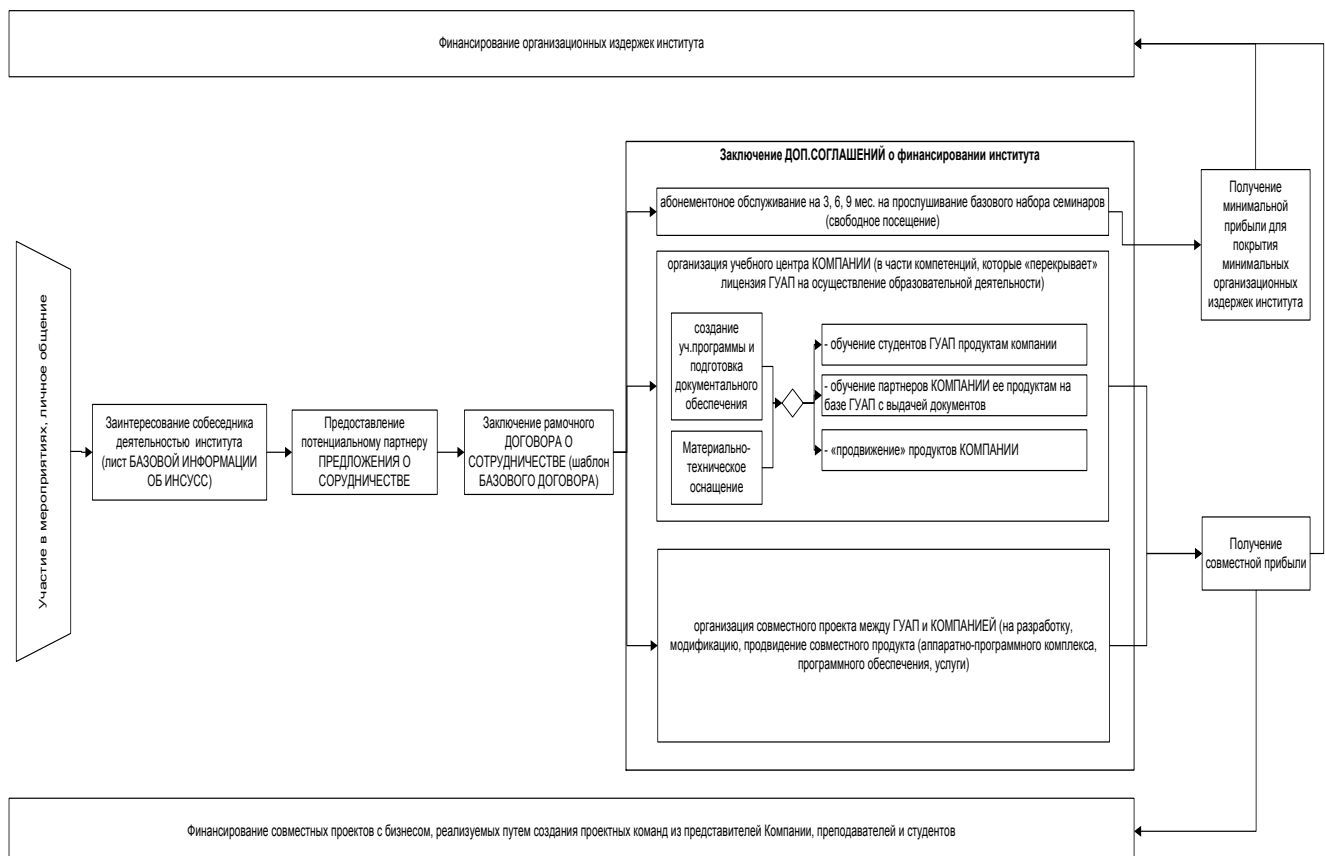 Финансирование организационных издержек института
Участие в мероприятиях, личное общение
Заинтересование собеседника
деятельностью института
(лист БАЗОВОЙ ИНФОРМАЦИИ
ОБ ИНСУСС)
Предоставление
потенциальному партнеру
ПРЕДЛОЖЕНИЯ О
СОРУДНИЧЕСТВЕ
Заключение рамочного
ДОГОВОРА О
СОТРУДНИЧЕСТВЕ (шаблон
БАЗОВОГО ДОГОВОРА)
Заключение ДОП.СОГЛАШЕНИЙ о финансировании института
абонементоное обслуживание на 3, 6, 9 мес. на прослушивание базового набора семинаров
(свободное посещение)
организация учебного центра КОМПАНИИ (в части компетенций, которые «перекрывает»
лицензия ГУАП на осуществление образовательной деятельности)
создание
уч.программы и
подготовка
документального
обеспечения
Материально-
техническое
оснащение
- обучение студентов ГУАП продуктам компании
- обучение партнеров КОМПАНИИ ее продуктам на
базе ГУАП с выдачей документов
- «продвижение» продуктов КОМПАНИИ
организация совместного проекта между ГУАП и КОМПАНИЕЙ (на разработку,
модификацию, продвидение совместного продукта (аппаратно-программного комплекса,
программного обеспечения, услуги)
Получение
минимальной
прибыли для
покрытия
минимальных
организационных
издержек института
Получение
совместной прибыли
Финансирование совместных проектов с бизнесом, реализуемых путем создания проектных команд из представителей Компании, преподавателей и студентов